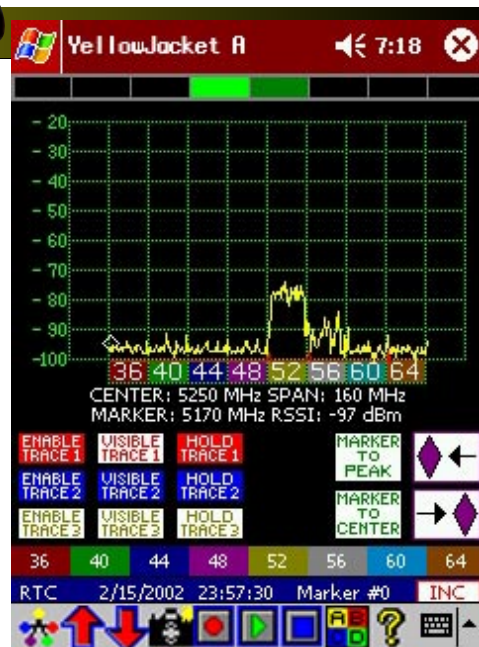 YellowJacket A 7:18
- 20
- 30
- 40
- 50
- 60
- 70
- 80
- 90
-100
36 40 44 48 52 56 60 64
CENTER: 5250 MHz SPAN: 160 MHz
MARKER: 5170 MHz RSSI: -97 dBm
ENABLE TRACE 1 VISIBLE TRACE 1 HOLD TRACE 1 MARKER TO PEAK
ENABLE TRACE 2 VISIBLE TRACE 2 HOLD TRACE 2
ENABLE TRACE 3 VISIBLE TRACE 3 HOLD TRACE 3 MARKER TO CENTER
36 40 44 48 52 56 60 64
RTC 2/15/2002 23:57:30 Marker #0 INC
A B C D ?